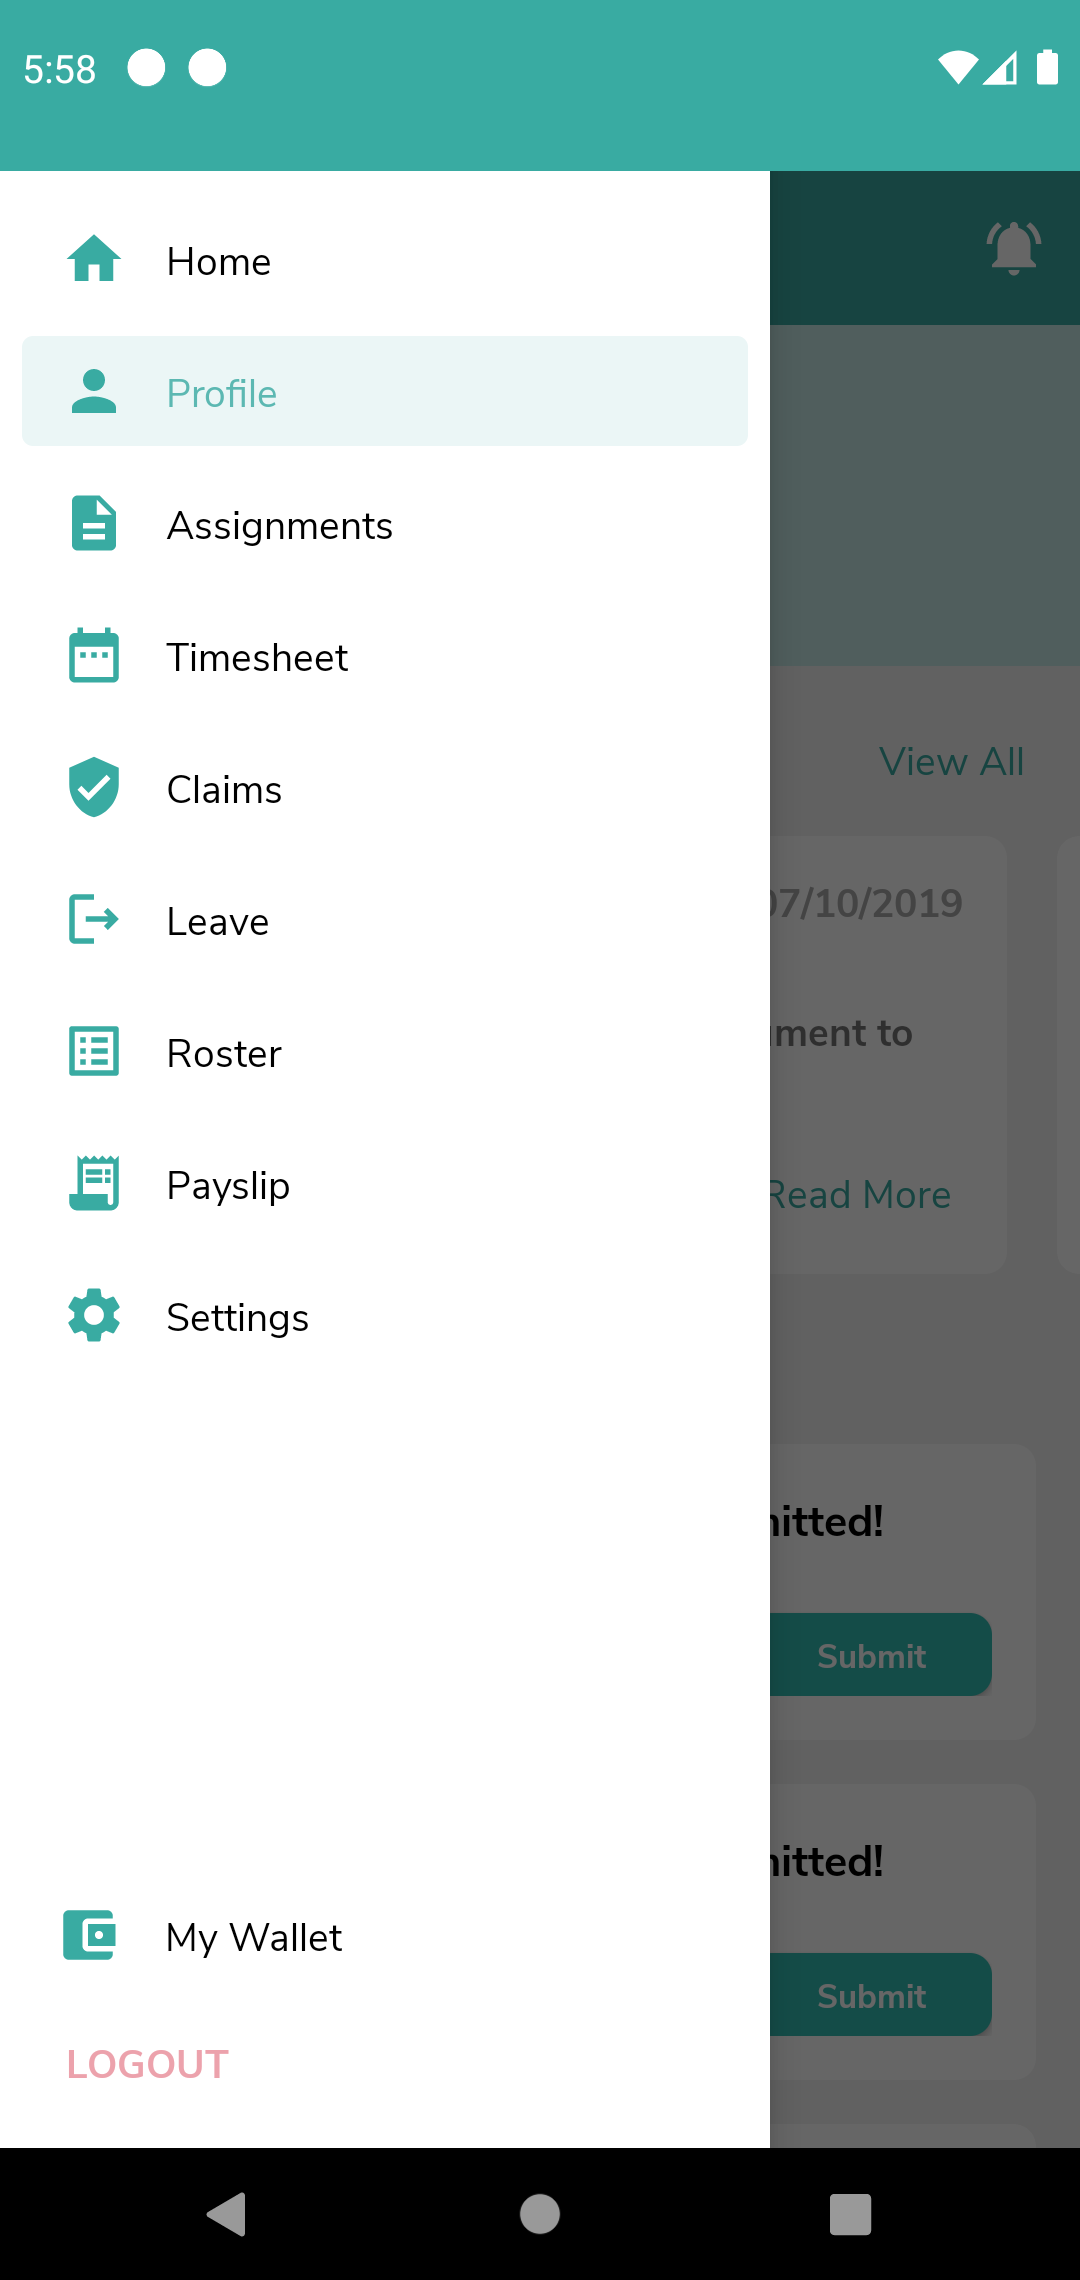 5:58
Home
Profile
Assignments
Timesheet
Claims
Leave
Roster
Payslip
Settings
My Wallet
LOGOUT
View All
07/10/2019
ment to
Read More
itted!
Submit
itted!
Submit